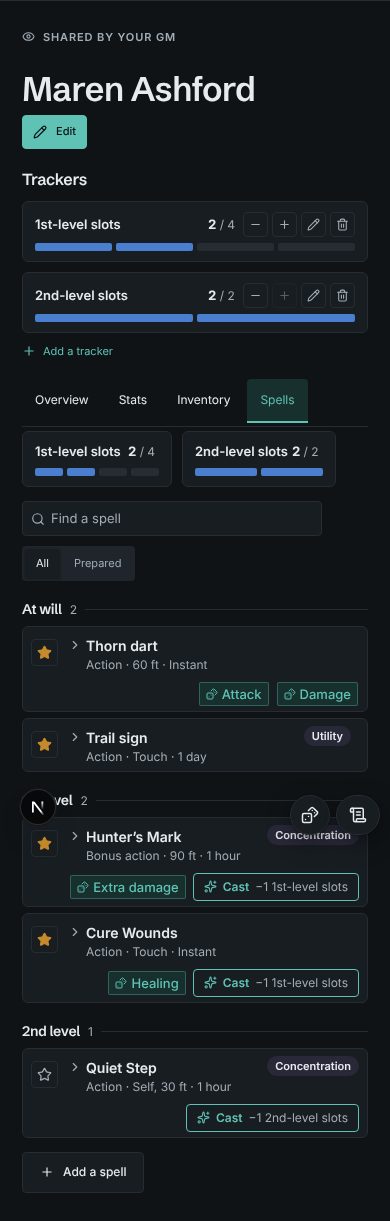 SHARED BY YOUR GM
Maren Ashford
Edit
Trackers
1st-level slots 2 / 4
2nd-level slots 2 / 2
Add a tracker
Overview Stats Inventory Spells
1st-level slots 2 / 4 2nd-level slots 2 / 2
Find a spell
All Prepared
At will 2
Thorn dart
Action · 60 ft · Instant
Attack Damage
Trail sign Utility
Action · Touch · 1 day
N 2
Hunter’s Mark Concentration
Bonus action · 90 ft · 1 hour
Extra damage Cast −1 1st-level slots
Cure Wounds
Action · Touch · Instant
Healing Cast −1 1st-level slots
2nd level 1
Quiet Step Concentration
Action · Self, 30 ft · 1 hour
Cast −1 2nd-level slots
Add a spell